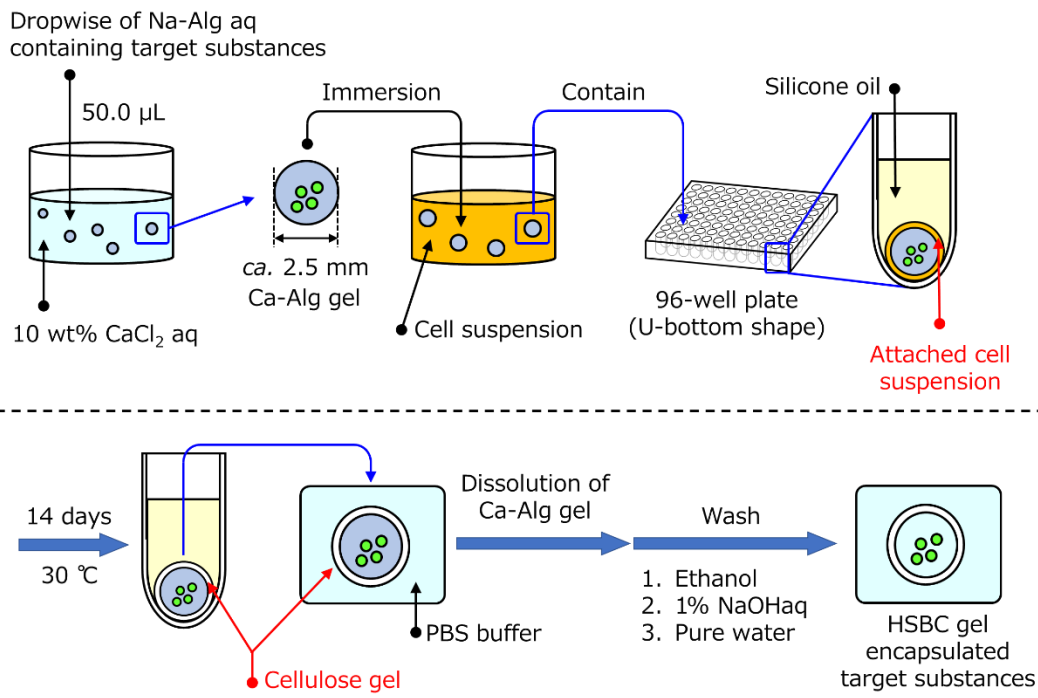 Dropwise of Na-Alg aq
containing target substances
50.0 µL
10 wt% CaCl₂ aq
Immersion
ca. 2.5 mm
Ca-Alg gel
Contain
Cell suspension
96-well plate
(U-bottom shape)
Silicone oil
Attached cell
suspension
14 days
30 ℃
Cellulose gel
PBS buffer
Dissolution of
Ca-Alg gel
Wash
1. Ethanol
2. 1% NaOHaq
3. Pure water
HSBC gel
encapsulated
target substances